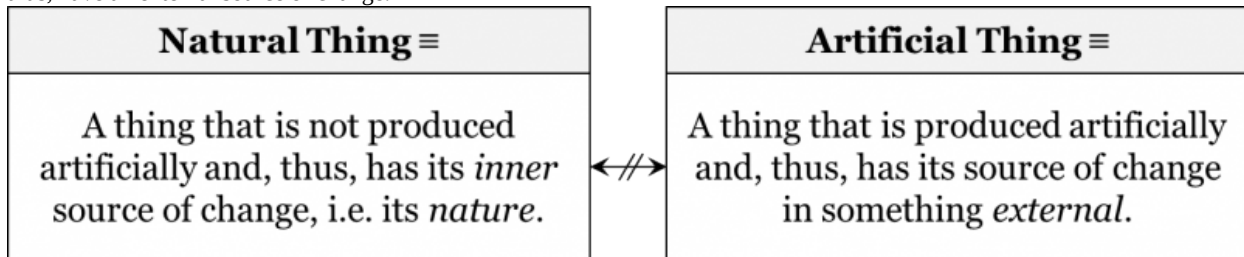 Natural Thing ≡
A thing that is not produced
artificially and, thus, has its inner
source of change, i.e. its nature.
Artificial Thing ≡
A thing that is produced artificially
and, thus, has its source of change
in something external.